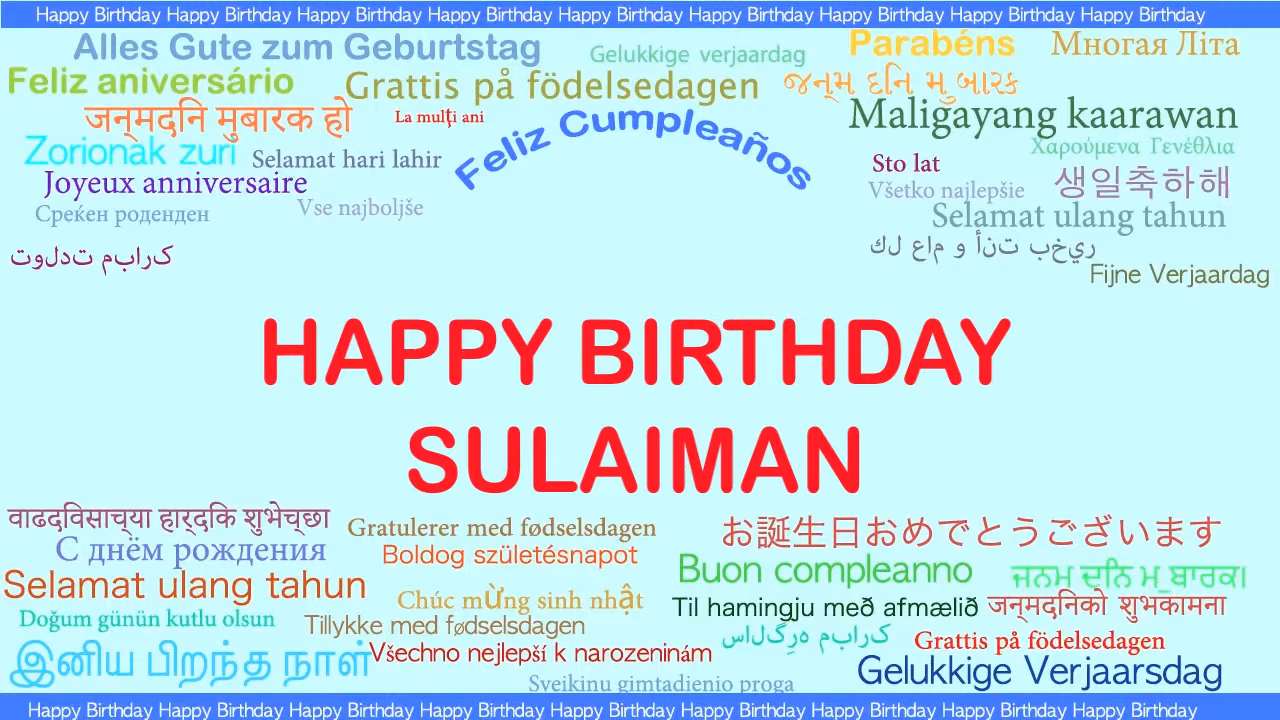 Happy Birthday Happy Birthday Happy Birthday Happy Birthday Happy Birthday Happy Birthday Happy Birthday Happy Birthday Happy Birthday
Alles Gute zum Geburtstag
Gelukkige verjaardag
Parabéns
Многая Літа
Feliz aniversário
Grattis på födelsedagen
જન્મ દનિ મુબારક
जन्मदनि मुबारक हो
La mulţi ani
Feliz Cumpleaños
Maligayang kaarawan
Zorionak zuri
Selamat hari lahir
Χαρούμενα Γενέθλια
Sto lat
Joyeux anniversaire
Všetko najlepšie
생일축하해
Среќен роденден
Vse najboljše
Selamat ulang tahun
تولدت مبارک
كل عام و أنت بخير
Fijne Verjaardag
HAPPY BIRTHDAY
SULAIMAN
वाढदविसाच्या हार्दकि शुभेच्छा
Gratulerer med fødselsdagen
お誕生日おめでとうございます
С днём рождения
Boldog születésnapot
Buon compleanno
ਜਨਮ ਦਨਿ ਮੁਬਾਰਕ।
Selamat ulang tahun
Chúc mừng sinh nhật
Til hamingju með afmælið
जन्मदनिको शुभकामना
Doğum günün kutlu olsun
Tillykke med fødselsdagen
سالگرہ مبارک
Grattis på födelsedagen
இனிய பிறந்த நாள்
Všechno nejlepší k narozeninám
Gelukkige Verjaarsdag
Sveikinu gimtadienio proga
Happy Birthday Happy Birthday Happy Birthday Happy Birthday Happy Birthday Happy Birthday Happy Birthday Happy Birthday Happy Birthday